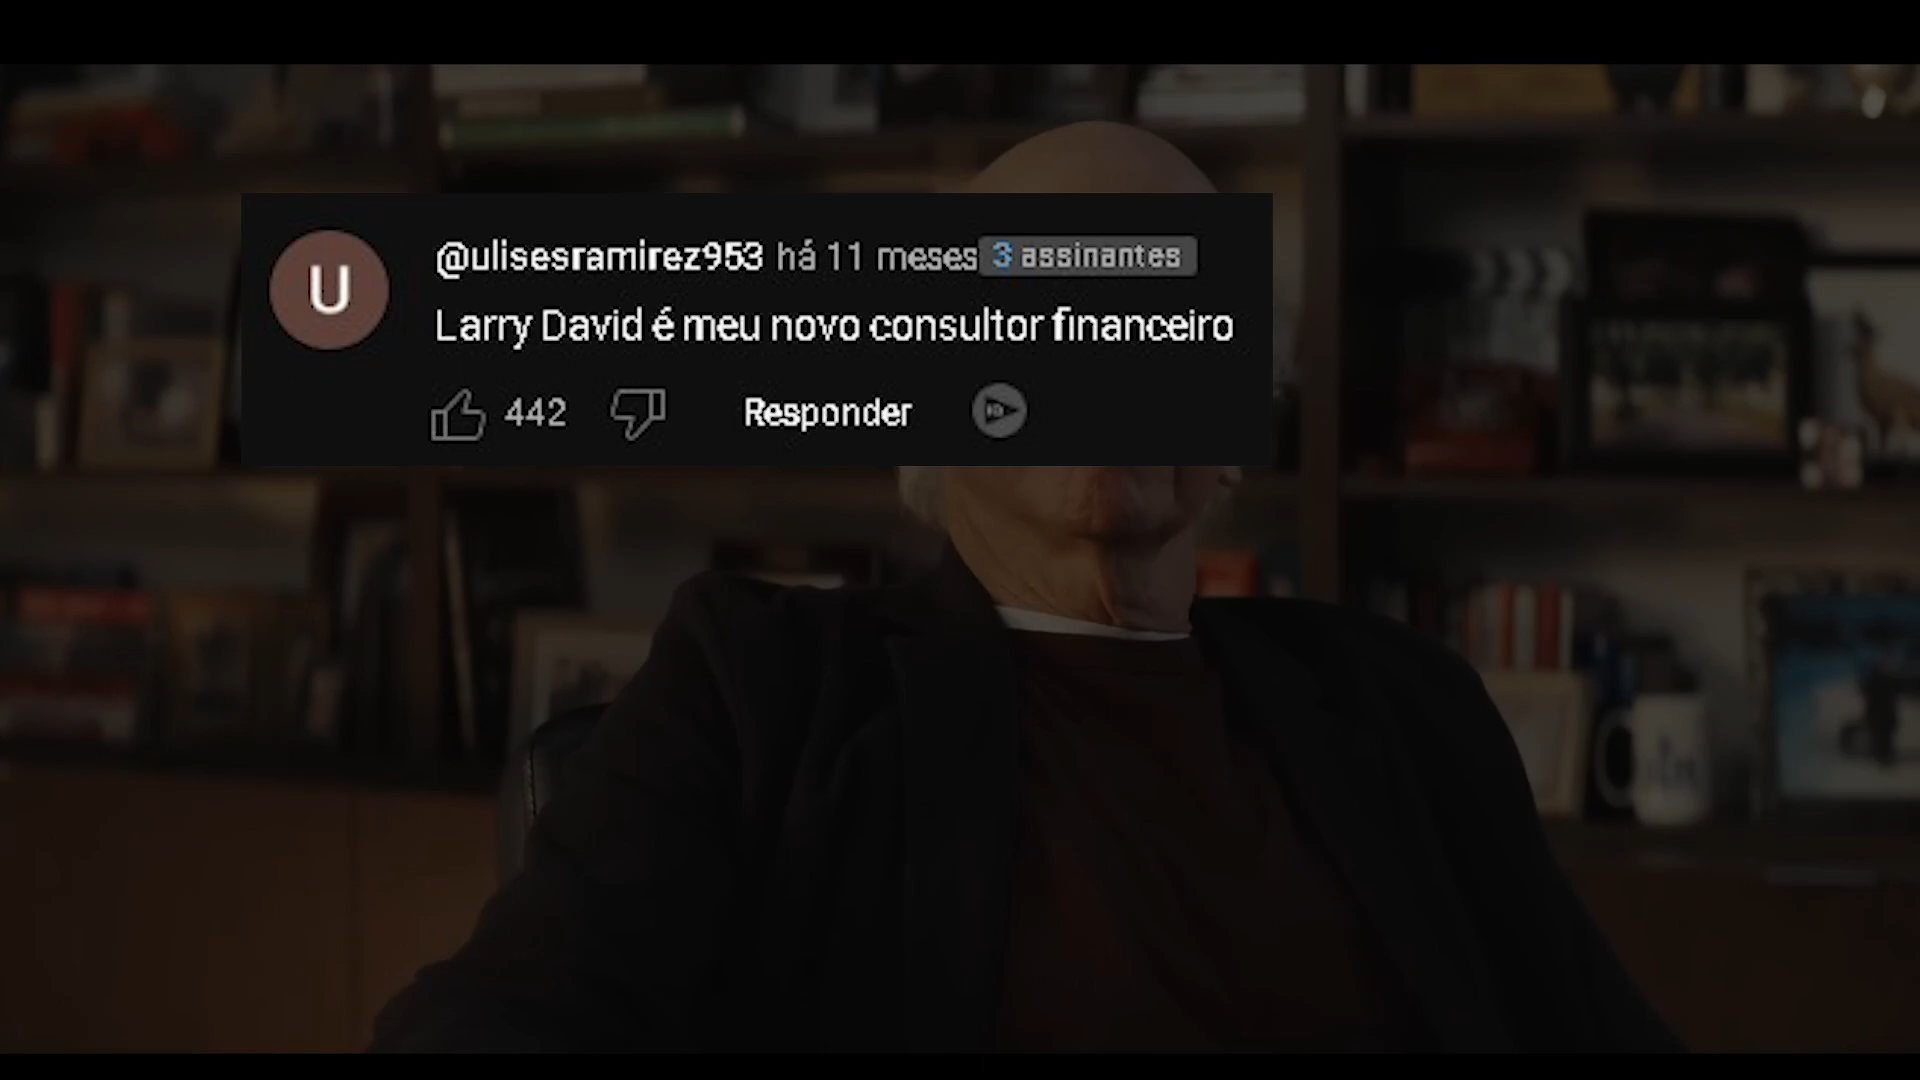 U
@ulisesramirez953 há 11 meses 3 assinantes
Larry David é meu novo consultor financeiro
442 Responder